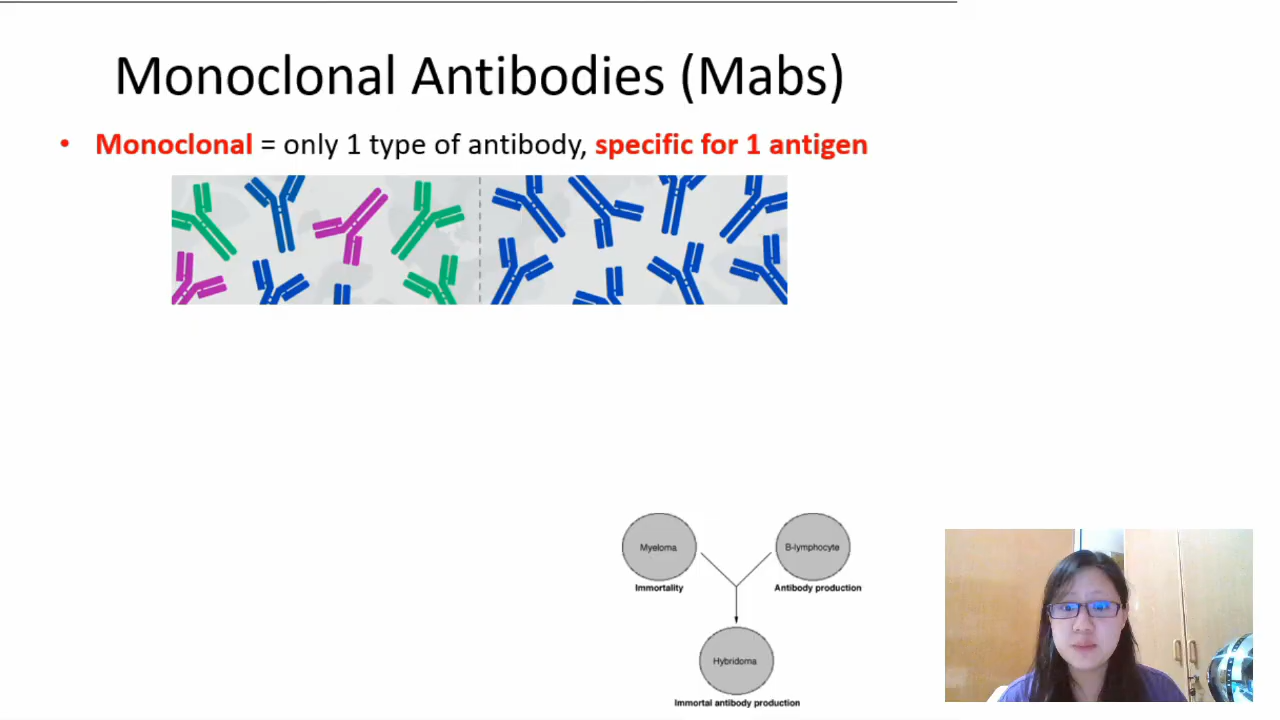 Monoclonal Antibodies (Mabs)
• Monoclonal = only 1 type of antibody, specific for 1 antigen
Myeloma
B-lymphocyte
Immortality
Antibody production
Hybridoma
Immortal antibody production